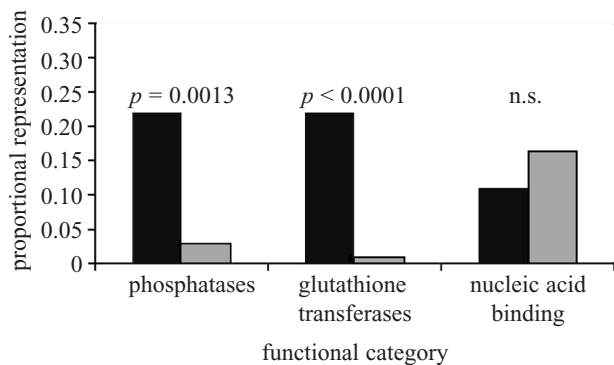 proportional representation
0.35
0.30
0.25
0.20
0.15
0.10
0.05
0
p = 0.0013
p < 0.0001
n.s.
phosphatases
glutathione
transferases
nucleic acid
binding
functional category